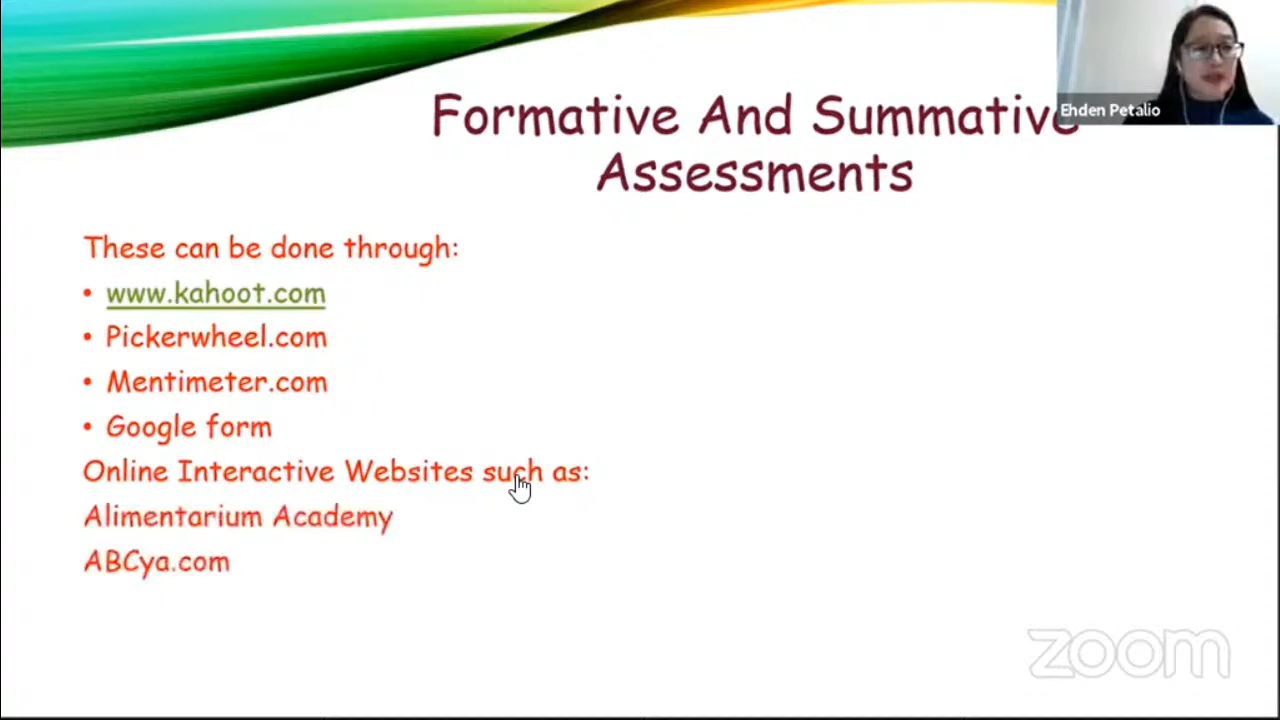 Formative And Summative
Assessments
Ehden Petalio
These can be done through:
• www.kahoot.com
• Pickerwheel.com
• Mentimeter.com
• Google form
Online Interactive Websites such as:
Alimentarium Academy
ABCya.com
zoom